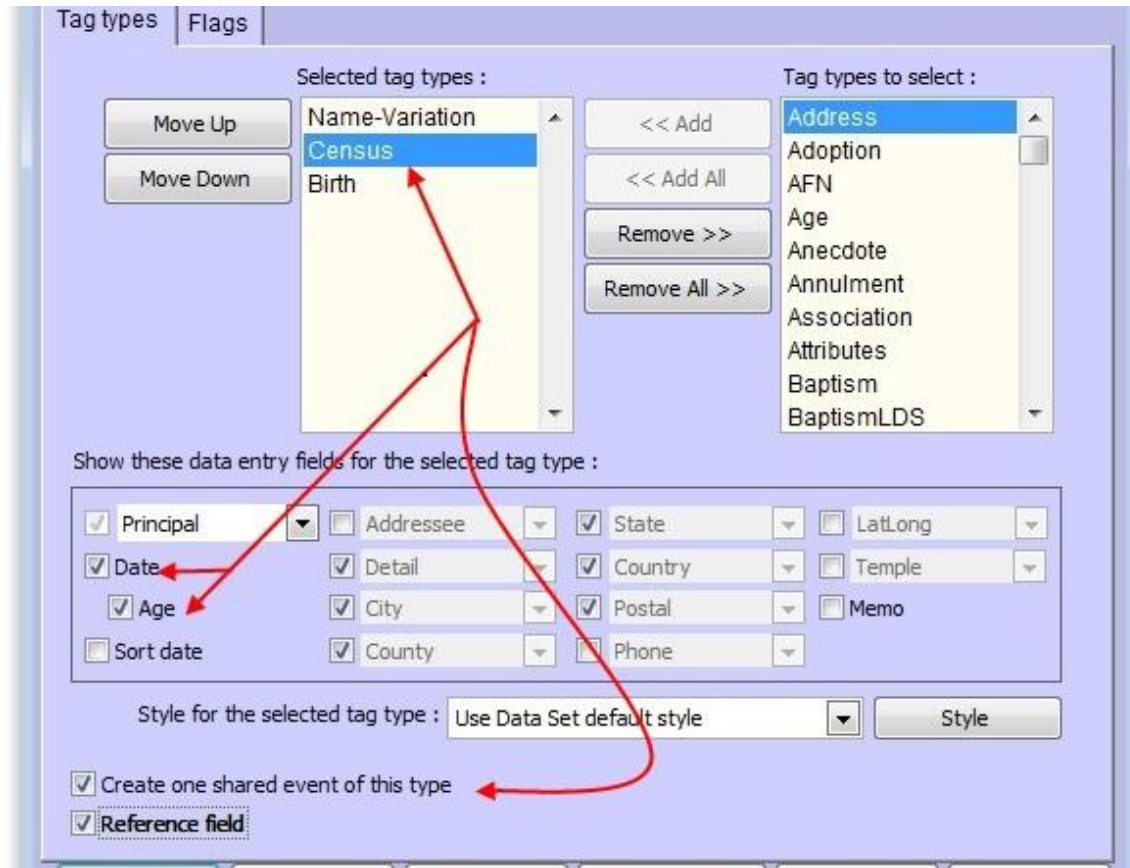 Tag types Flags
Selected tag types : Tag types to select :
Move Up Name-Variation << Add Address
Census Adoption
Move Down Birth << Add All AFN
Age
Remove >> Anecdote
Remove All >> Annulment
Association
Attributes
Baptism
BaptismLDS
Show these data entry fields for the selected tag type :
Principal Addressee State LatLong
Date Detail Country Temple
Age City Postal Memo
Sort date County Phone
Style for the selected tag type : Use Data Set default style Style
Create one shared event of this type
Reference field